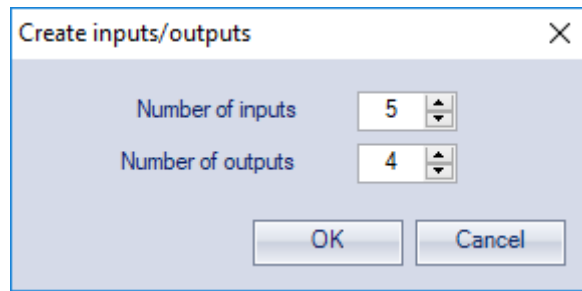 Create inputs/outputs
Number of inputs 5
Number of outputs 4
OK Cancel